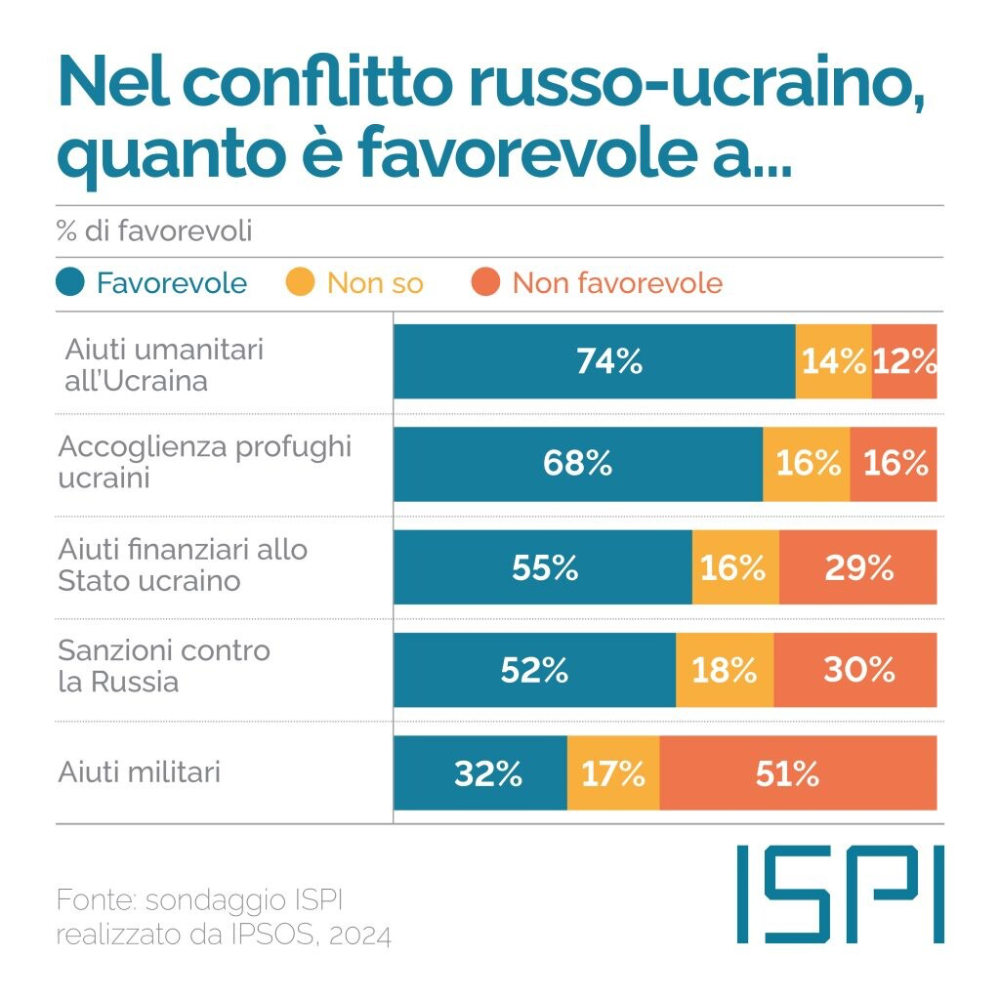 Nel conflitto russo-ucraino,
quanto è favorevole a...
% di favorevoli
Favorevole Non so Non favorevole
Aiuti umanitari
all'Ucraina
74% 14% 12%
Accoglienza profughi
ucraini
68% 16% 16%
Aiuti finanziari allo
Stato ucraino
55% 16% 29%
Sanzioni contro
la Russia
52% 18% 30%
Aiuti militari
32% 17% 51%
Fonte: sondaggio ISPI
realizzato da IPSOS, 2024
ISPI